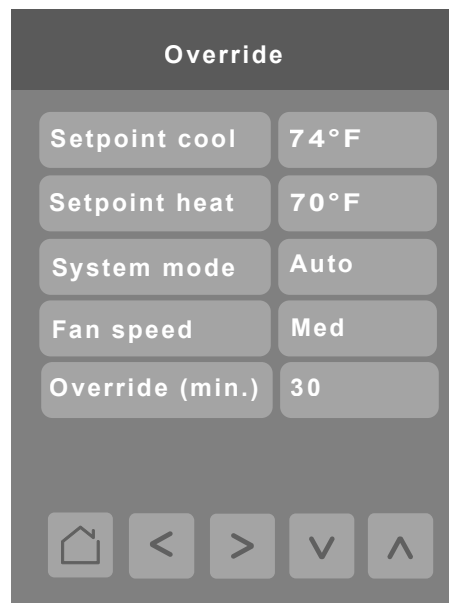 Override
Setpoint cool 74°F
Setpoint heat 70°F
System mode Auto
Fan speed Med
Override (min.) 30
< > v ʌ